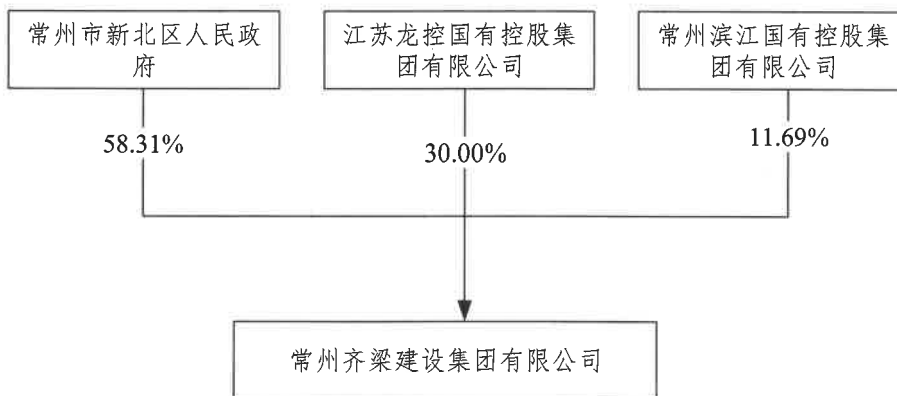 常州市新北区人民政
府
江苏龙控国有控股集
团有限公司
常州滨江国有控股集
团有限公司
58.31%
30.00%
11.69%
常州齐梁建设集团有限公司